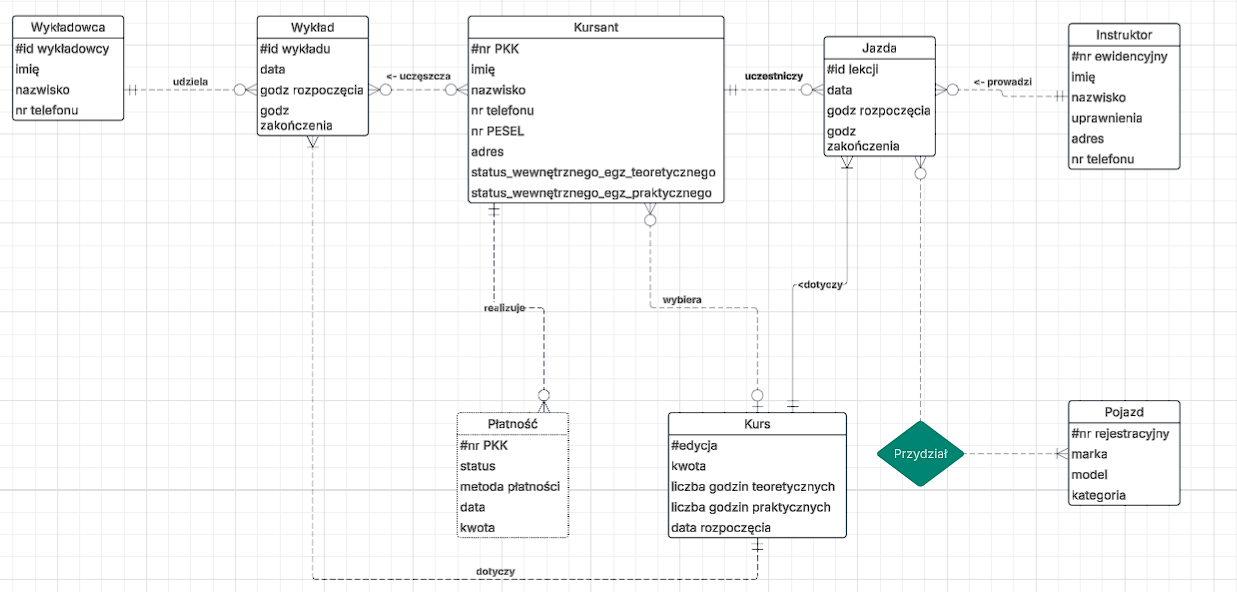 Wykładowca
#id wykładowcy
imię
nazwisko
nr telefonu
udziela
Wykład
#id wykładu
data
godz rozpoczęcia
godz
zakończenia
<- uczęszcza
Kursant
#nr PKK
imię
nazwisko
nr telefonu
nr PESEL
adres
status_wewnętrznego_egz_teoretycznego
status_wewnętrznego_egz_praktycznego
uczestniczy
Jazda
#id lekcji
data
godz rozpoczęcia
godz
zakończenia
<- prowadzi
Instruktor
#nr ewidencyjny
imię
nazwisko
uprawnienia
adres
nr telefonu
<dotyczy
wybiera
realizuje
Płatność
#nr PKK
status
metoda płatności
data
kwota
Kurs
#edycja
kwota
liczba godzin teoretycznych
liczba godzin praktycznych
data rozpoczęcia
Przydział
Pojazd
#nr rejestracyjny
marka
model
kategoria
dotyczy